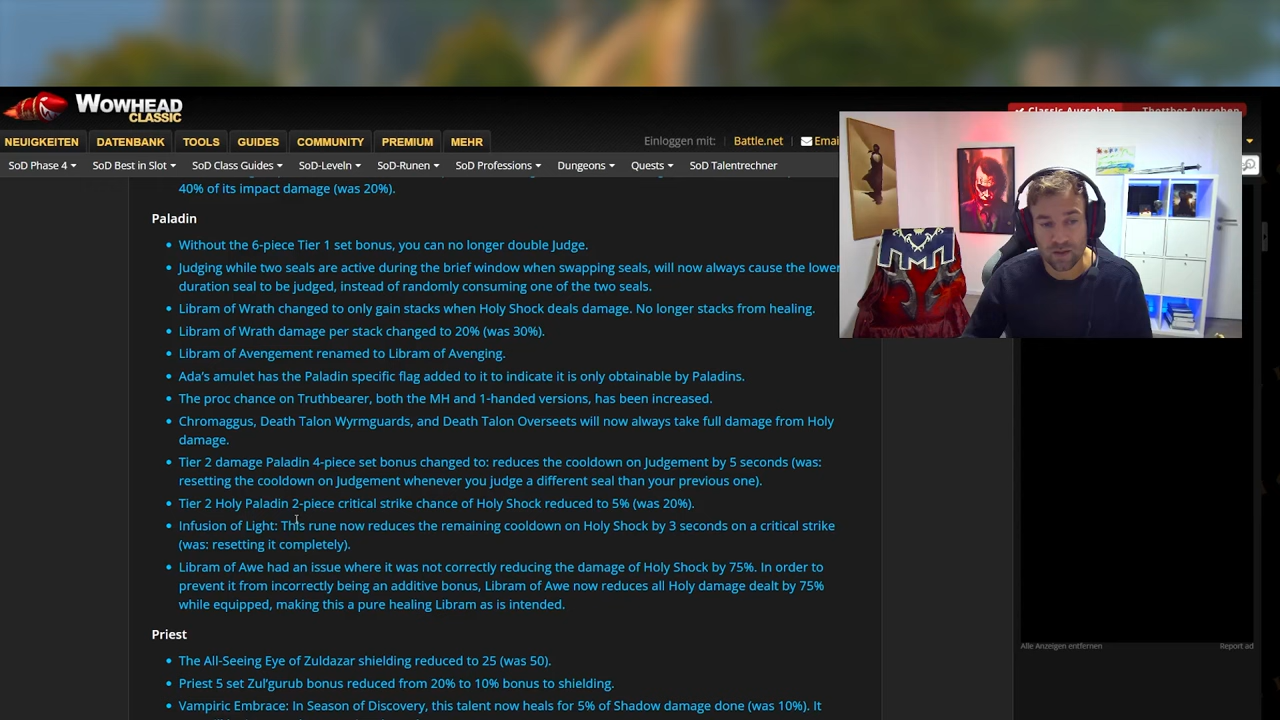 WOWHEAD
CLASSIC
NEUIGKEITEN DATENBANK TOOLS GUIDES COMMUNITY PREMIUM MEHR Einloggen mit: Battle.net Emai
SoD Phase 4 SoD Best in Slot SoD Class Guides SoD-Leveln SoD-Runen SoD Professions Dungeons Quests SoD Talentrechner
40% of its impact damage (was 20%).
Paladin
• Without the 6-piece Tier 1 set bonus, you can no longer double Judge.
• Judging while two seals are active during the brief window when swapping seals, will now always cause the lower
duration seal to be judged, instead of randomly consuming one of the two seals.
• Libram of Wrath changed to only gain stacks when Holy Shock deals damage. No longer stacks from healing.
• Libram of Wrath damage per stack changed to 20% (was 30%).
• Libram of Avengement renamed to Libram of Avenging.
• Ada's amulet has the Paladin specific flag added to it to indicate it is only obtainable by Paladins.
• The proc chance on Truthbearer, both the MH and 1-handed versions, has been increased.
• Chromaggus, Death Talon Wyrmguards, and Death Talon Overseets will now always take full damage from Holy
damage.
• Tier 2 damage Paladin 4-piece set bonus changed to: reduces the cooldown on Judgement by 5 seconds (was:
resetting the cooldown on Judgement whenever you judge a different seal than your previous one).
• Tier 2 Holy Paladin 2-piece critical strike chance of Holy Shock reduced to 5% (was 20%).
• Infusion of Light: This rune now reduces the remaining cooldown on Holy Shock by 3 seconds on a critical strike
(was: resetting it completely).
• Libram of Awe had an issue where it was not correctly reducing the damage of Holy Shock by 75%. In order to
prevent it from incorrectly being an additive bonus, Libram of Awe now reduces all Holy damage dealt by 75%
while equipped, making this a pure healing Libram as is intended.
Priest
• The All-Seeing Eye of Zuldazar shielding reduced to 25 (was 50).
• Priest 5 set Zul'gurub bonus reduced from 20% to 10% bonus to shielding.
• Vampiric Embrace: In Season of Discovery, this talent now heals for 5% of Shadow damage done (was 10%). It
Alle Anzeigen entfernen Report ad